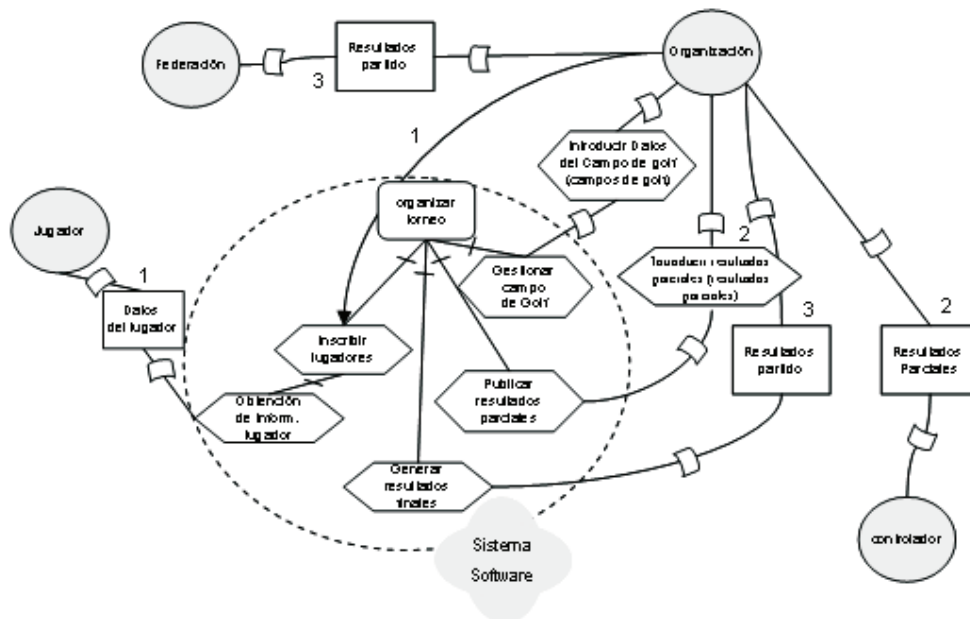 Federación
3
Resultados
partido
Organización
1
Introducir Datos
del Campo de golf
(campos de golf)
organizar
torneo
Jugador
1
Datos
del Jugador
Gestionar
campo
de Golf
2
Introducir resultados
parciales (resultados
parciales)
3
Resultados
partido
2
Resultados
Parciales
Inscribir
jugadores
Obtención
de Inform.
Jugador
Publicar
resultados
parciales
Generar
resultados
finales
controlador
Sistema
Software